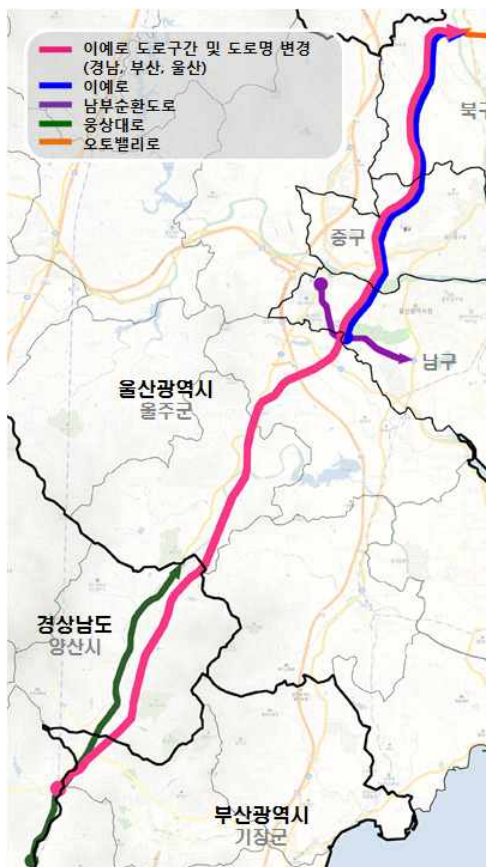 이예로 도로구간 및 도로명 변경
(경남, 부산, 울산)
이예로
남부순환도로
웅상대로
오토밸리로
북구
중구
남구
울산광역시
울주군
경상남도
양산시
부산광역시
기장군